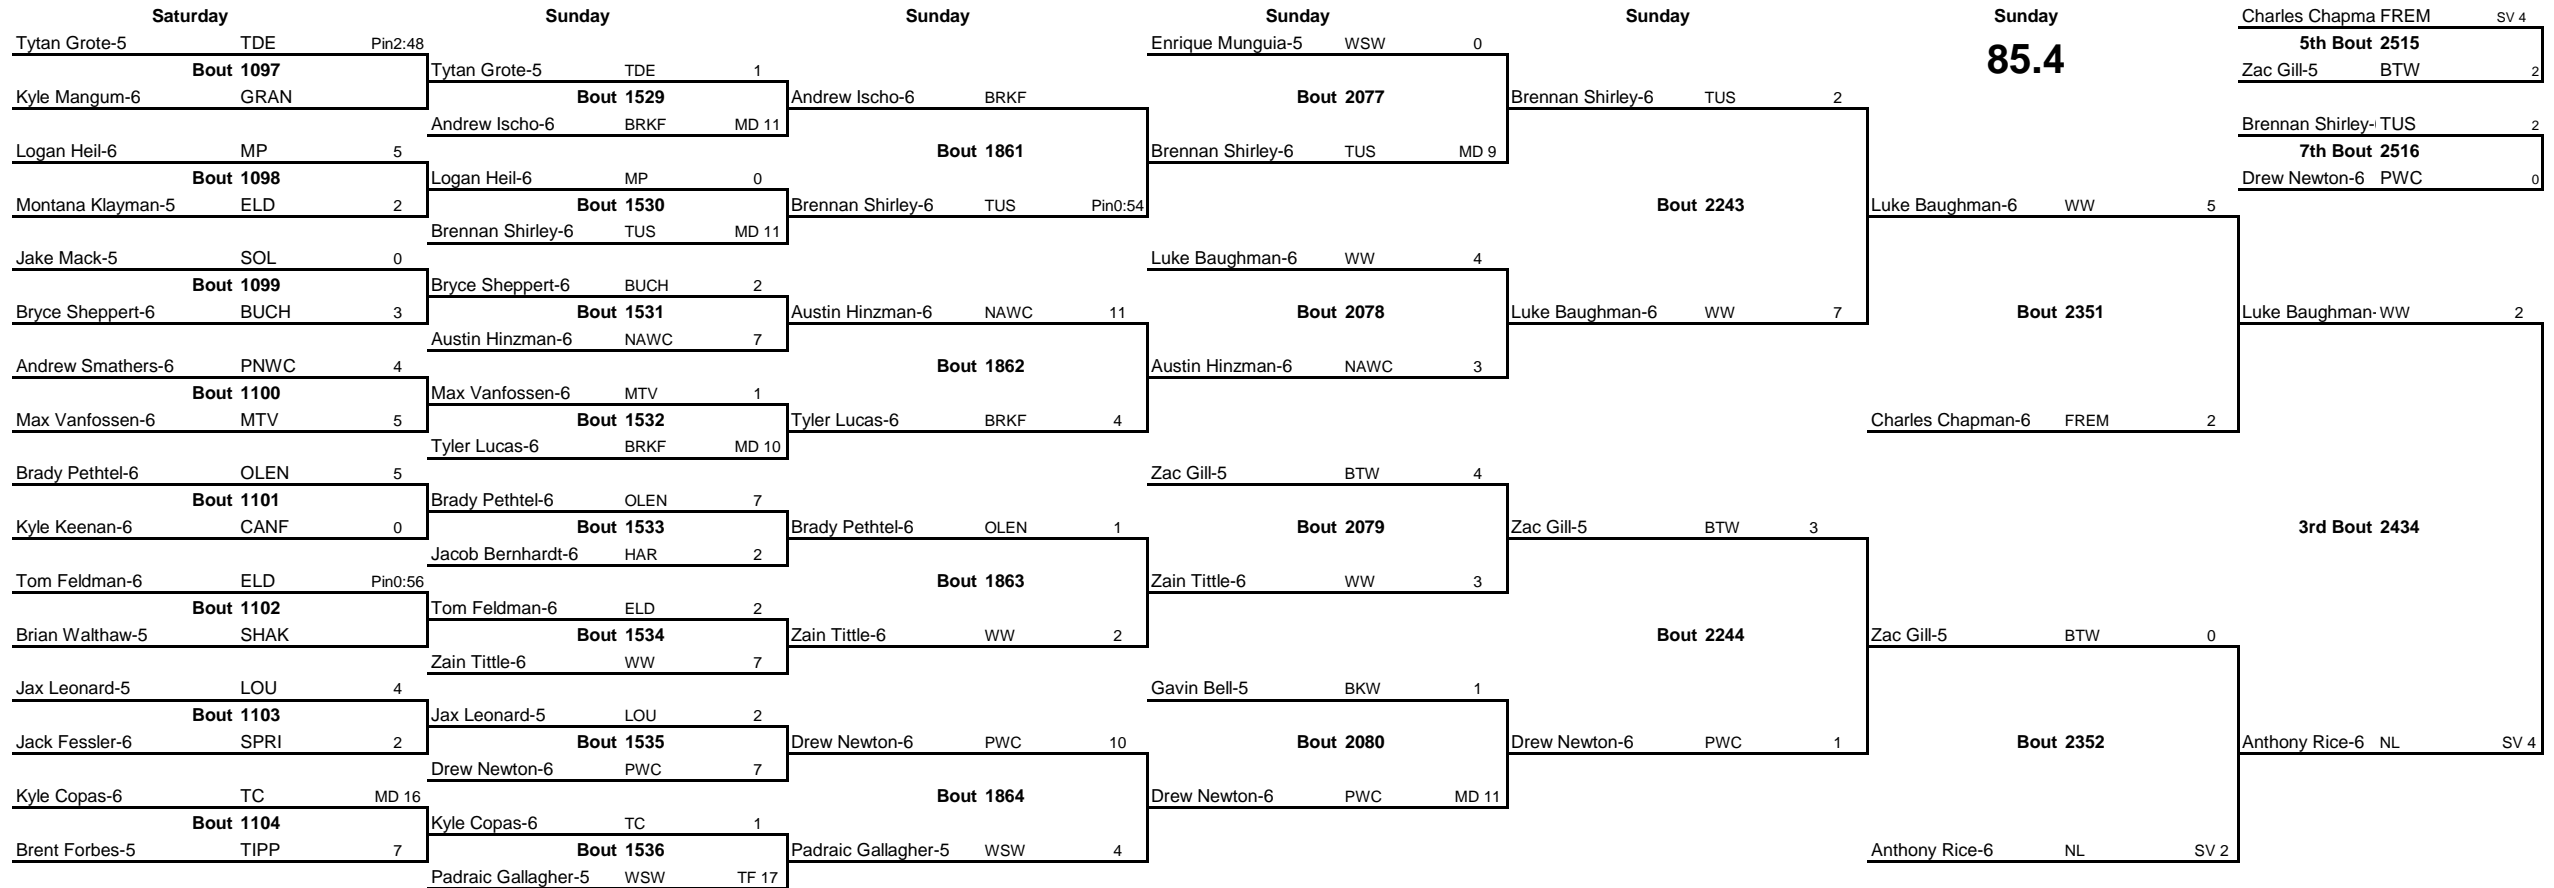 Saturday Sunday Sunday Sunday Sunday Sunday Charles Chapma FREM SV 4
Tytan Grote-5 TDE Pin2:48 Enrique Munguia-5 WSW 0 85.4 5th Bout 2515
Bout 1097 Tytan Grote-5 TDE 1 Zac Gill-5 BTW 2
Kyle Mangum-6 GRAN Bout 1529 Andrew Ischo-6 BRKF Bout 2077 Brennan Shirley-6 TUS 2
Andrew Ischo-6 BRKF MD 11 Brennan Shirley- TUS 2
Logan Heil-6 MP 5 Bout 1861 Brennan Shirley-6 TUS MD 9 7th Bout 2516
Bout 1098 Logan Heil-6 MP 0 Drew Newton-6 PWC 0
Montana Klayman-5 ELD 2 Bout 1530 Brennan Shirley-6 TUS Pin0:54 Bout 2243 Luke Baughman-6 WW 5
Brennan Shirley-6 TUS MD 11
Jake Mack-5 SOL 0 Luke Baughman-6 WW 4
Bout 1099 Bryce Sheppert-6 BUCH 2
Bryce Sheppert-6 BUCH 3 Bout 1531 Austin Hinzman-6 NAWC 11 Bout 2078 Luke Baughman-6 WW 7 Bout 2351 Luke Baughman- WW 2
Austin Hinzman-6 NAWC 7
Andrew Smathers-6 PNWC 4 Bout 1862 Austin Hinzman-6 NAWC 3
Bout 1100 Max Vanfossen-6 MTV 1
Max Vanfossen-6 MTV 5 Bout 1532 Tyler Lucas-6 BRKF 4 Charles Chapman-6 FREM 2
Tyler Lucas-6 BRKF MD 10
Brady Pethtel-6 OLEN 5 Zac Gill-5 BTW 4
Bout 1101 Brady Pethtel-6 OLEN 7
Kyle Keenan-6 CANF 0 Bout 1533 Brady Pethtel-6 OLEN 1 Bout 2079 Zac Gill-5 BTW 3 3rd Bout 2434
Jacob Bernhardt-6 HAR 2
Tom Feldman-6 ELD Pin0:56 Bout 1863 Zain Tittle-6 WW 3
Bout 1102 Tom Feldman-6 ELD 2
Brian Walthaw-5 SHAK Bout 1534 Zain Tittle-6 WW 2 Bout 2244 Zac Gill-5 BTW 0
Zain Tittle-6 WW 7
Jax Leonard-5 LOU 4 Gavin Bell-5 BKW 1
Bout 1103 Jax Leonard-5 LOU 2
Jack Fessler-6 SPRI 2 Bout 1535 Drew Newton-6 PWC 10 Bout 2080 Drew Newton-6 PWC 1 Bout 2352 Anthony Rice-6 NL SV 4
Drew Newton-6 PWC 7
Kyle Copas-6 TC MD 16 Bout 1864 Drew Newton-6 PWC MD 11
Bout 1104 Kyle Copas-6 TC 1
Brent Forbes-5 TIPP 7 Bout 1536 Padraic Gallagher-5 WSW 4 Anthony Rice-6 NL SV 2
Padraic Gallagher-5 WSW TF 17